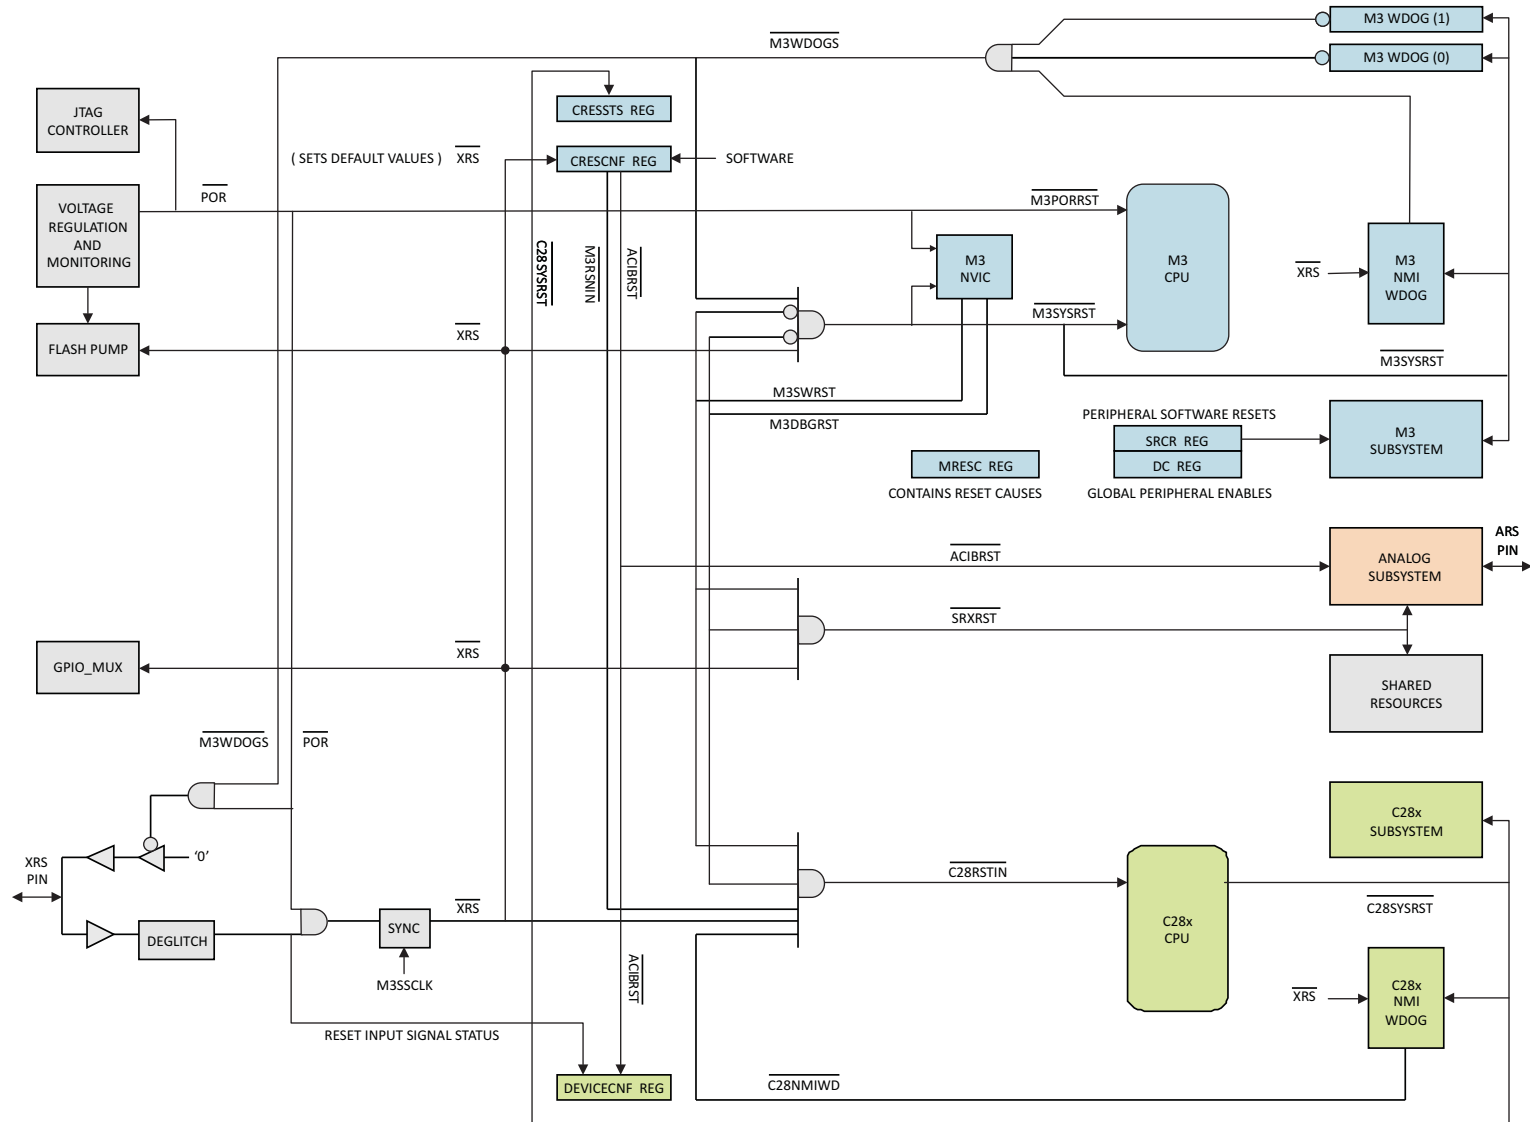 M3WDOGS
M3 WDOG (1)
M3 WDOG (0)
JTAG
CONTROLLER
CRESSTS REG
( SETS DEFAULT VALUES ) XRS
CRESCNF REG
SOFTWARE
VOLTAGE
REGULATION
AND
MONITORING
POR
M3PORRST
C28SYSRST
M3RSNIN
ACIBRST
M3
NVIC
M3
CPU
XRS
M3
NMI
WDOG
FLASH PUMP
XRS
M3SYSRST
M3SYSRST
M3SWRST
M3DBGRST
PERIPHERAL SOFTWARE RESETS
SRCR REG
DC REG
GLOBAL PERIPHERAL ENABLES
M3
SUBSYSTEM
MRESC REG
CONTAINS RESET CAUSES
ACIBRST
ANALOG
SUBSYSTEM
ARS
PIN
SRXRST
GPIO_MUX
XRS
SHARED
RESOURCES
M3WDOGS
POR
C28x
SUBSYSTEM
XRS
PIN
'0'
C28RSTIN
C28x
CPU
C28SYSRST
DEGLITCH
SYNC
XRS
M3SSCLK
ACIBRST
XRS
C28x
NMI
WDOG
RESET INPUT SIGNAL STATUS
DEVICECNF REG
C28NMIWD